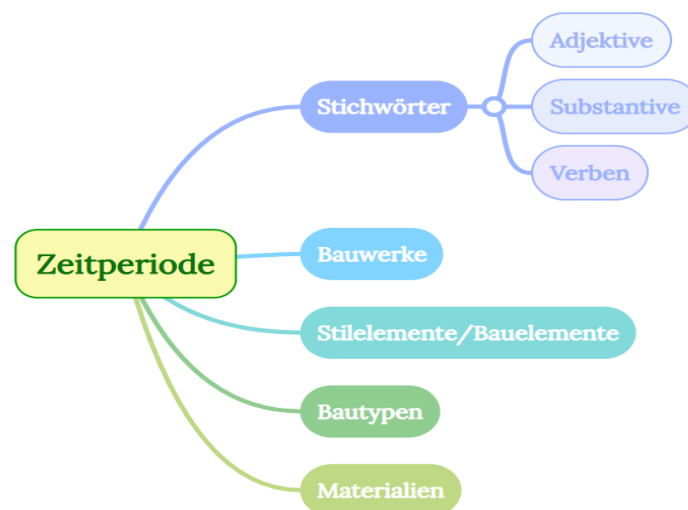 Zeitperiode
Stichwörter
Adjektive
Substantive
Verben
Bauwerke
Stilelemente/Bauelemente
Bautypen
Materialien